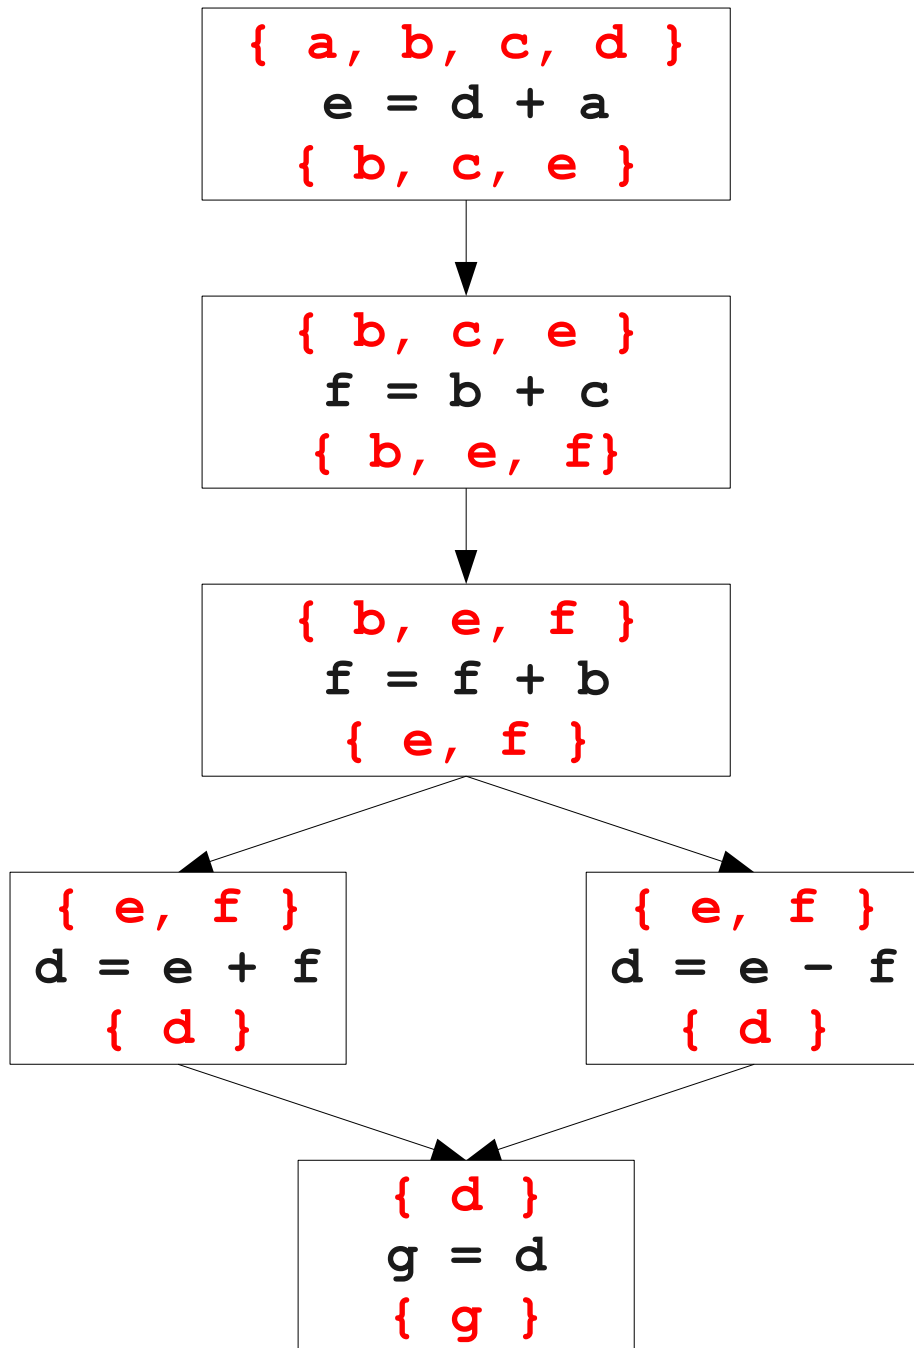 { a, b, c, d }
e = d + a
{ b, c, e }
{ b, c, e }
f = b + c
{ b, e, f}
{ b, e, f }
f = f + b
{ e, f }
{ e, f }
d = e + f
{ d }
{ e, f }
d = e - f
{ d }
{ d }
g = d
{ g }